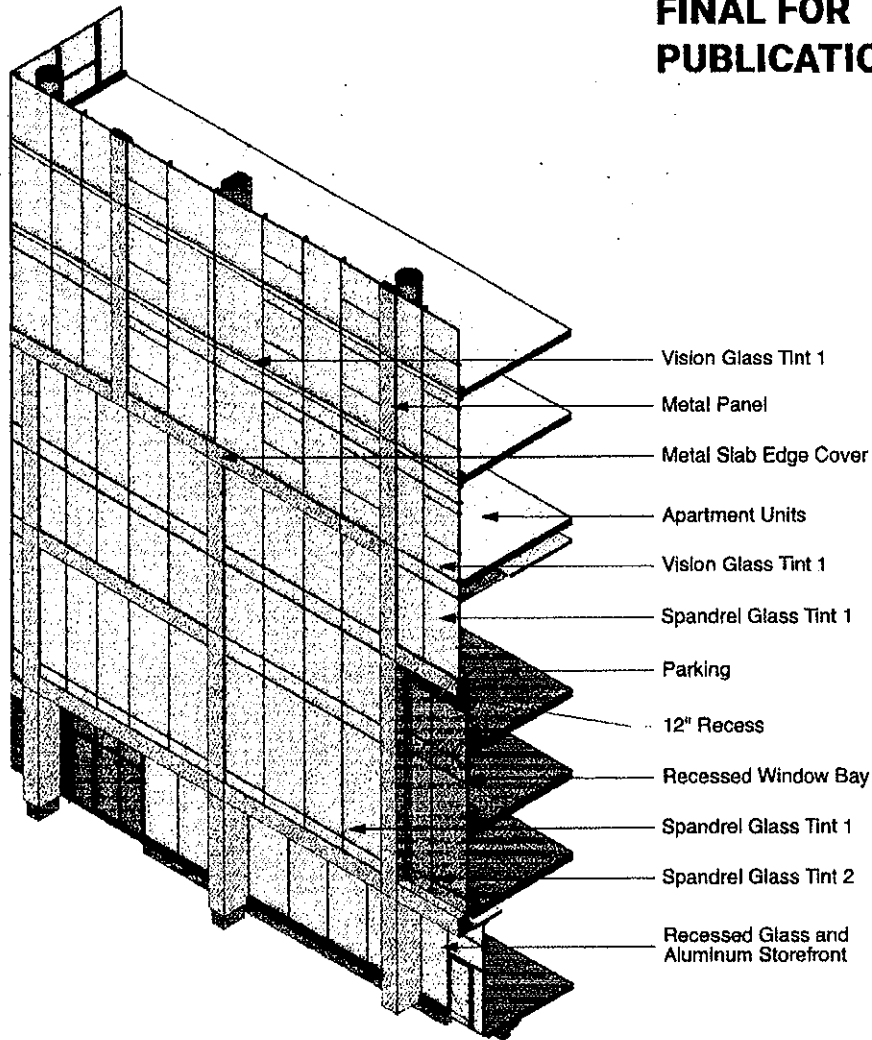 FINAL FOR
PUBLICATIO
Vision Glass Tint 1
Metal Panel
Metal Slab Edge Cover
Apartment Units
Vision Glass Tint 1
Spandrel Glass Tint 1
Parking
12" Recess
Recessed Window Bay
Spandrel Glass Tint 1
Spandrel Glass Tint 2
Recessed Glass and
Aluminum Storefront